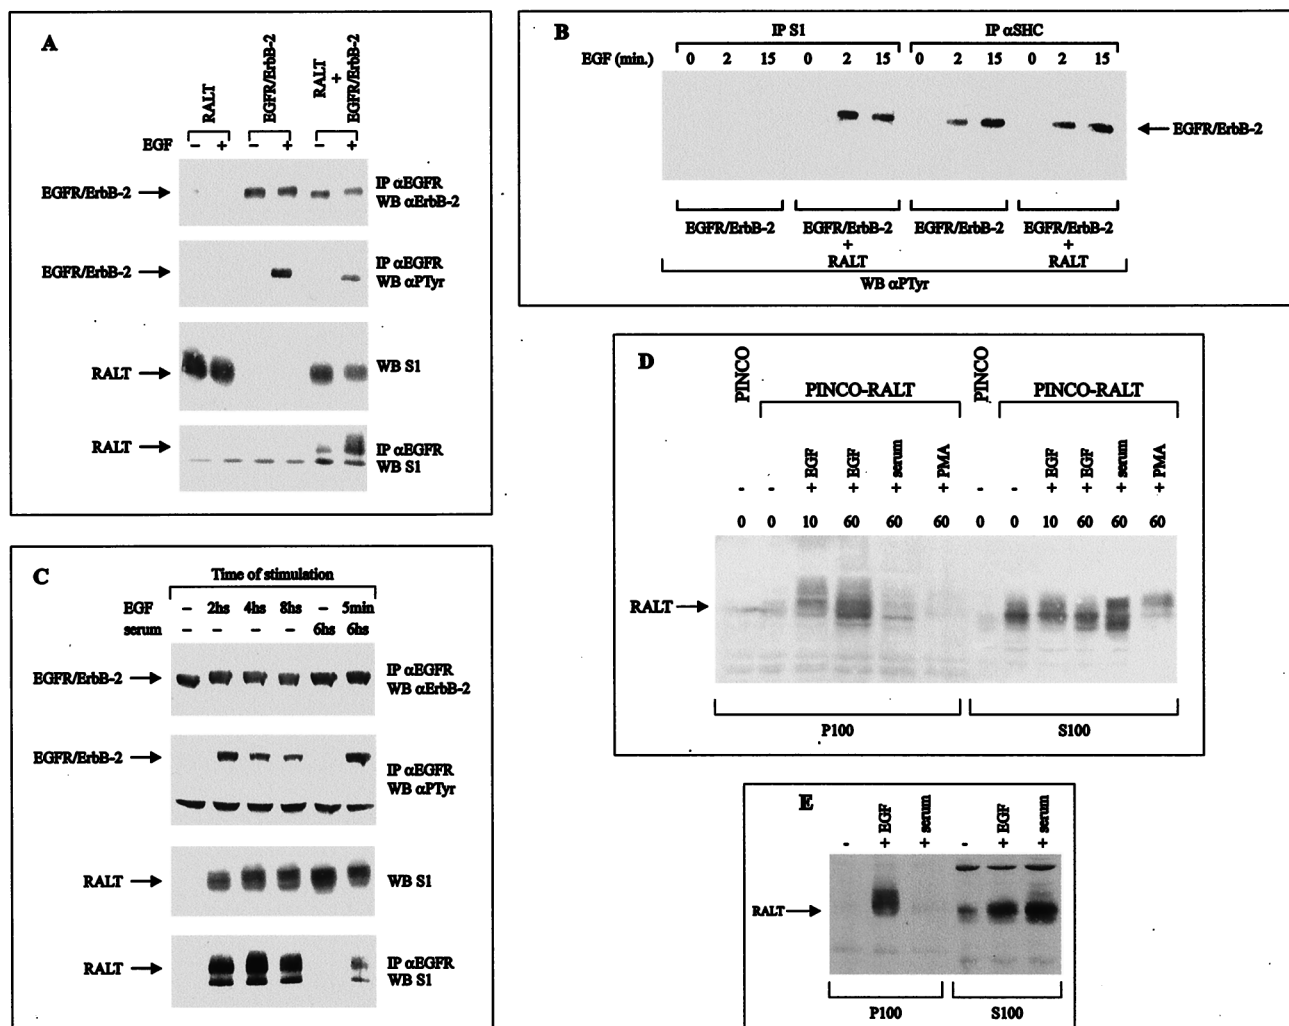 A
RALT
EGFR/ErbB-2
RALT
+
EGFR/ErbB-2
EGF
– + – + – +
EGFR/ErbB-2
IP αEGFR
WB αErbB-2
EGFR/ErbB-2
IP αEGFR
WB αPTyr
RALT
WB S1
RALT
IP αEGFR
WB S1
B
IP S1
IP αSHC
EGF (min.) 0 2 15 0 2 15 0 2 15 0 2 15
EGFR/ErbB-2
EGFR/ErbB-2
EGFR/ErbB-2
+
RALT
EGFR/ErbB-2
EGFR/ErbB-2
+
RALT
WB αPTyr
C
Time of stimulation
EGF – 2hs 4hs 8hs – 5min
serum – – – – 6hs 6hs
EGFR/ErbB-2
IP αEGFR
WB αErbB-2
EGFR/ErbB-2
IP αEGFR
WB αPTyr
RALT
WB S1
RALT
IP αEGFR
WB S1
D
PINCO
PINCO-RALT
PINCO
PINCO-RALT
- - + EGF + EGF + serum + PMA - - + EGF + EGF + serum + PMA
0 0 10 60 60 60 0 0 10 60 60 60
RALT
P100
S100
E
- + EGF + serum - + EGF + serum
RALT
P100
S100